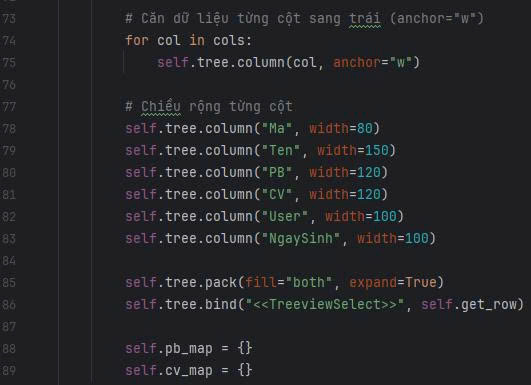 73 # Căn dữ liệu từng cột sang trái (anchor="w")
74 for col in cols:
75 self.tree.column(col, anchor="w")
76
77 # Chiều rộng từng cột
78 self.tree.column("Ma", width=80)
79 self.tree.column("Ten", width=150)
80 self.tree.column("PB", width=120)
81 self.tree.column("CV", width=120)
82 self.tree.column("User", width=100)
83 self.tree.column("NgaySinh", width=100)
85 self.tree.pack(fill="both", expand=True)
86 self.tree.bind("<<TreeviewSelect>>", self.get_row)
87
88 self.pb_map = {}
89 self.cv_map = {}